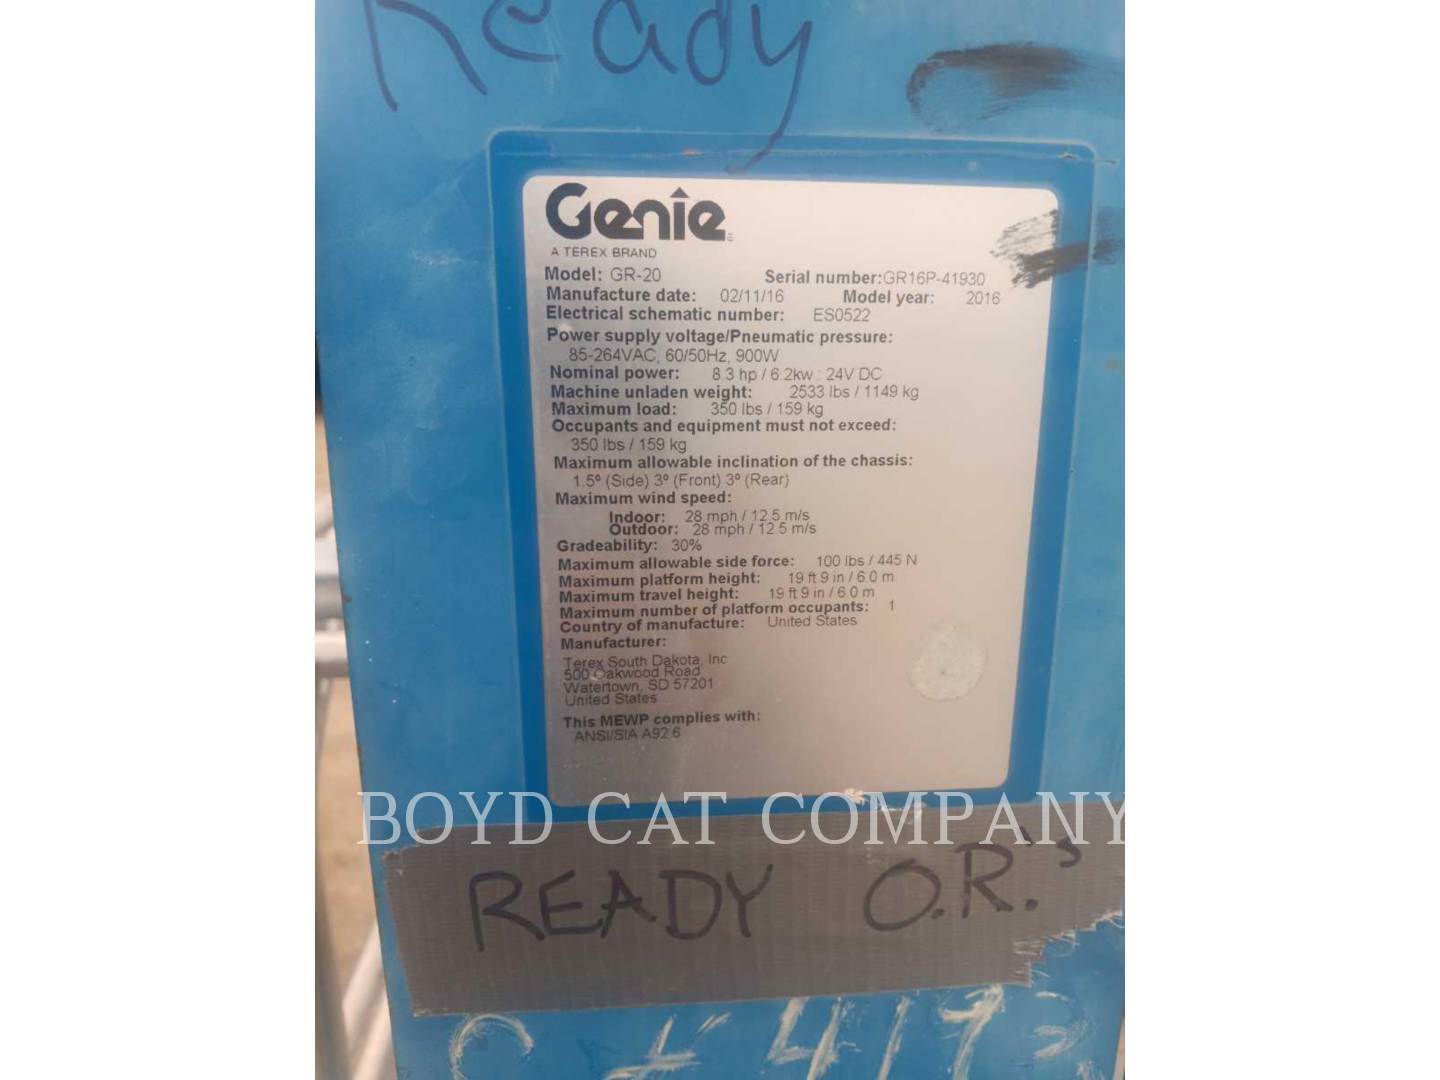 Ready
Genie
A TEREX BRAND
Model: GR-20 Serial number:GR16P-41930
Manufacture date: 02/11/16 Model year: 2016
Electrical schematic number: ES0522
Power supply voltage/Pneumatic pressure:
85-264VAC, 60/50Hz, 900W
Nominal power: 8.3 hp / 6.2kw : 24V DC
Machine unladen weight: 2533 lbs / 1149 kg
Maximum load: 350 lbs / 159 kg
Occupants and equipment must not exceed:
350 lbs / 159 kg
Maximum allowable inclination of the chassis:
1.5º (Side) 3º (Front) 3º (Rear)
Maximum wind speed:
Indoor: 28 mph / 12.5 m/s
Outdoor: 28 mph / 12.5 m/s
Gradeability: 30%
Maximum allowable side force: 100 lbs / 445 N
Maximum platform height: 19 ft 9 in / 6.0 m
Maximum travel height: 19 ft 9 in / 6.0 m
Maximum number of platform occupants: 1
Country of manufacture: United States
Manufacturer:
Terex South Dakota, Inc
500 Oakwood Road
Watertown, SD 57201
United States
This MEWP complies with:
ANSI/SIA A92.6
BOYD CAT COMPANY
READY O.R.'s